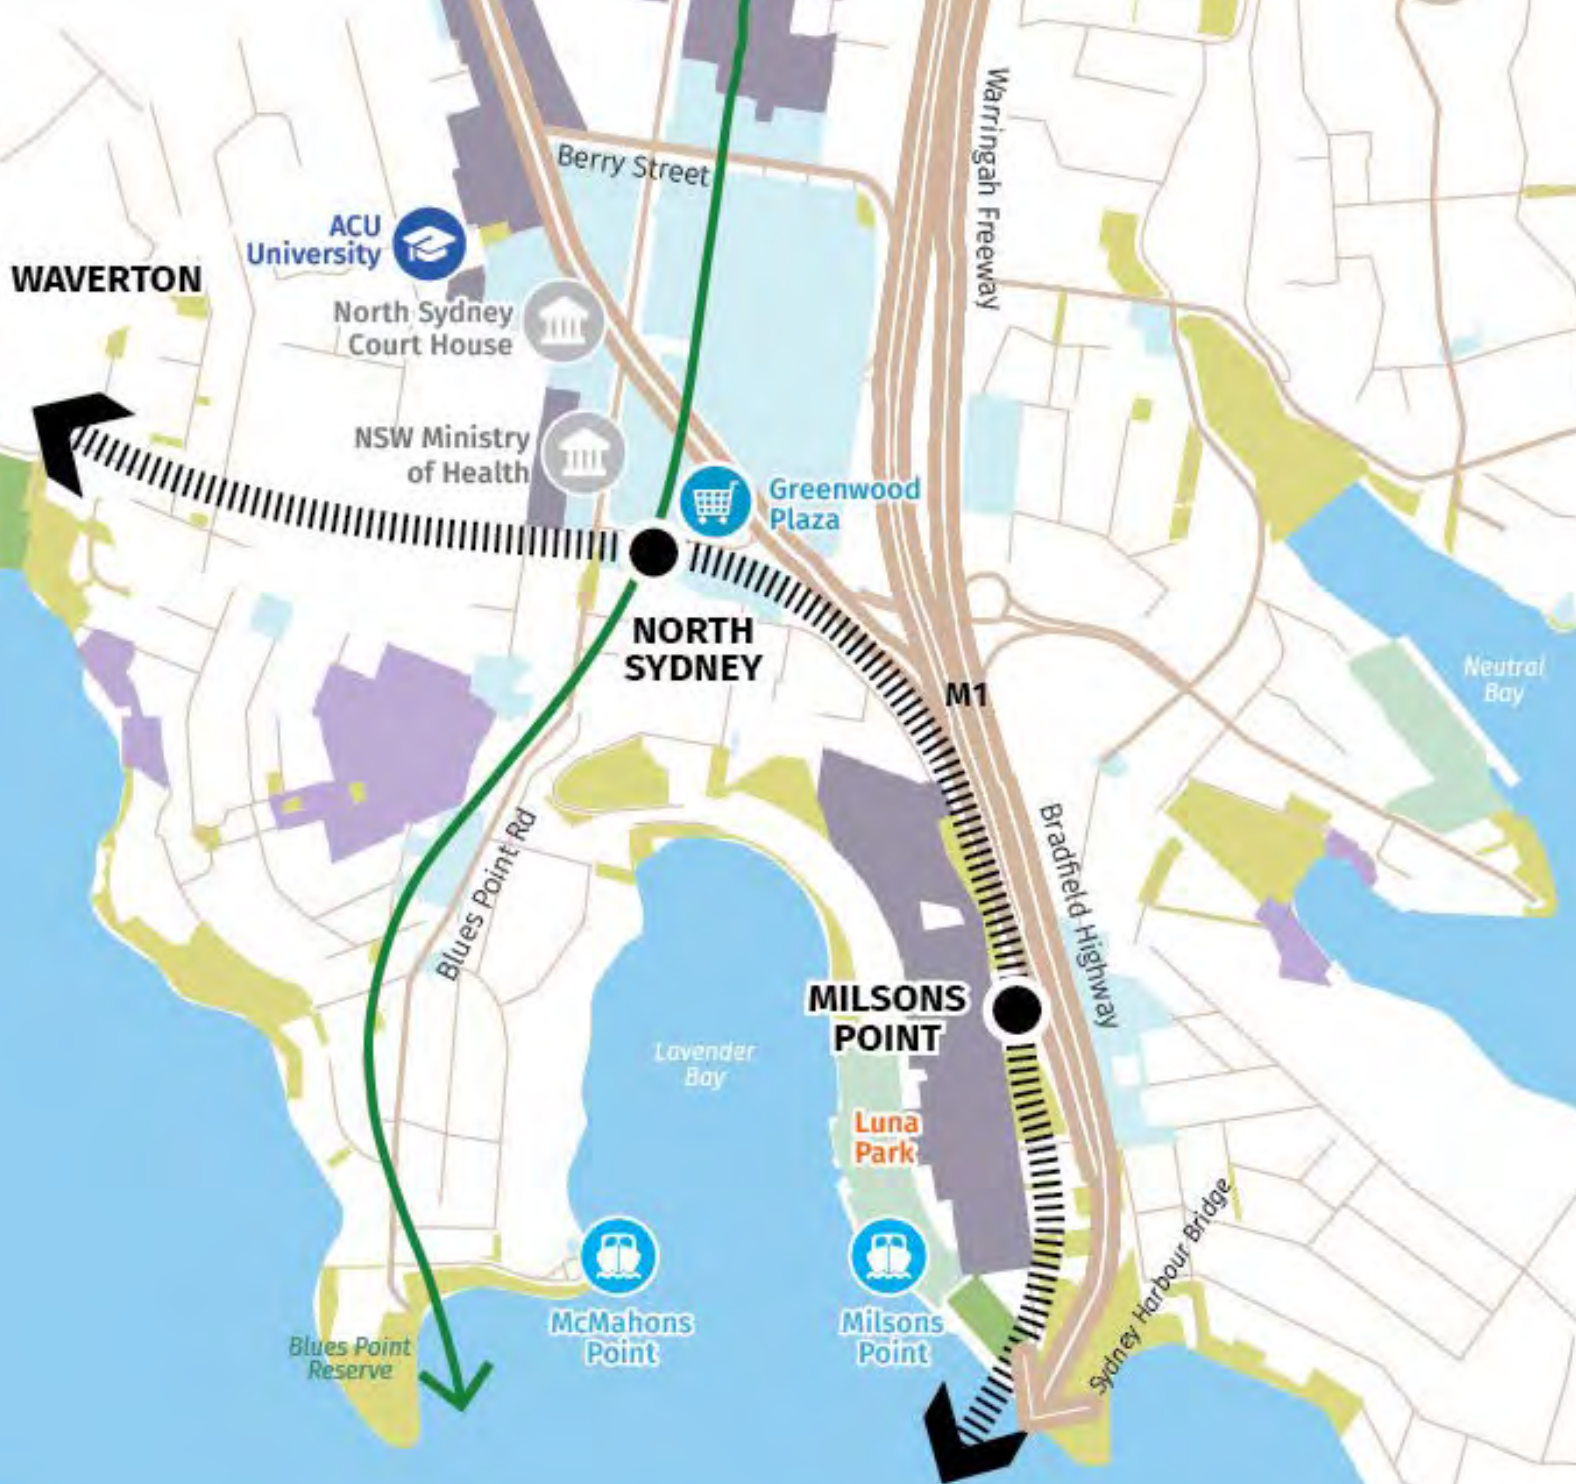 Berry Street
Warringah Freeway
ACU
University
WAVERTON
North Sydney
Court House
NSW Ministry
of Health
Greenwood
Plaza
NORTH
SYDNEY
M1
Neutral
Bay
Blues Point Rd
Bradfield Highway
MILSONS
POINT
Lavender
Bay
Luna
Park
Sydney Harbour Bridge
McMahons
Point
Milsons
Point
Blues Point
Reserve